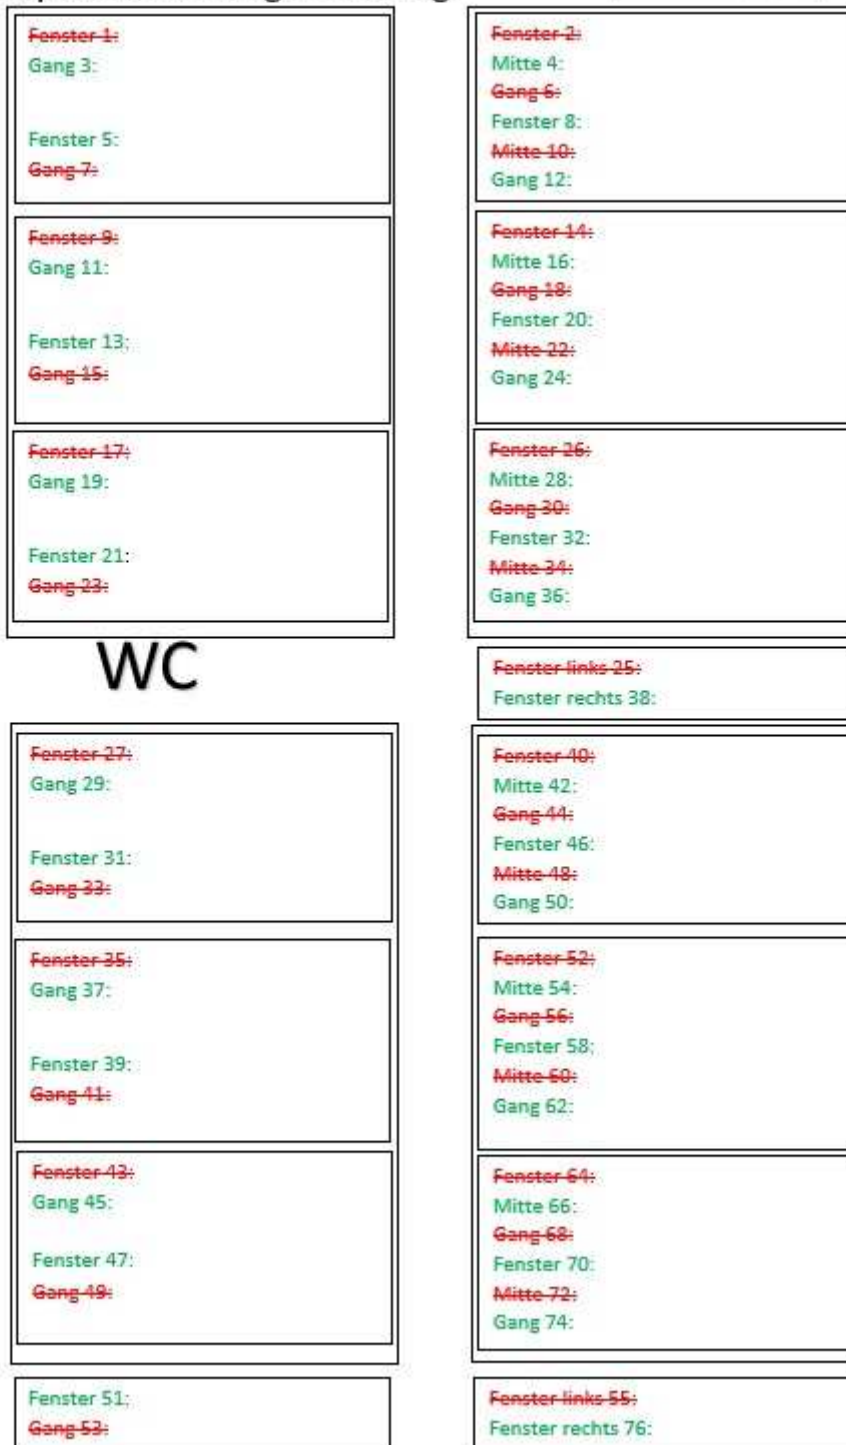 Fenster 1:
Gang 3:
Fenster 5:
Gang 7:
Fenster 9:
Gang 11:
Fenster 13:
Gang 15:
Fenster 17:
Gang 19:
Fenster 21:
Gang 23:
WC
Fenster 27:
Gang 29:
Fenster 31:
Gang 33:
Fenster 35:
Gang 37:
Fenster 39:
Gang 41:
Fenster 43:
Gang 45:
Fenster 47:
Gang 49:
Fenster 51:
Gang 53:
Fenster 2:
Mitte 4:
Gang 6:
Fenster 8:
Mitte 10:
Gang 12:
Fenster 14:
Mitte 16:
Gang 18:
Fenster 20:
Mitte 22:
Gang 24:
Fenster 26:
Mitte 28:
Gang 30:
Fenster 32:
Mitte 34:
Gang 36:
Fenster links 25:
Fenster rechts 38:
Fenster 40:
Mitte 42:
Gang 44:
Fenster 46:
Mitte 48:
Gang 50:
Fenster 52:
Mitte 54:
Gang 56:
Fenster 58:
Mitte 60:
Gang 62:
Fenster 64:
Mitte 66:
Gang 68:
Fenster 70:
Mitte 72:
Gang 74:
Fenster links 55:
Fenster rechts 76: